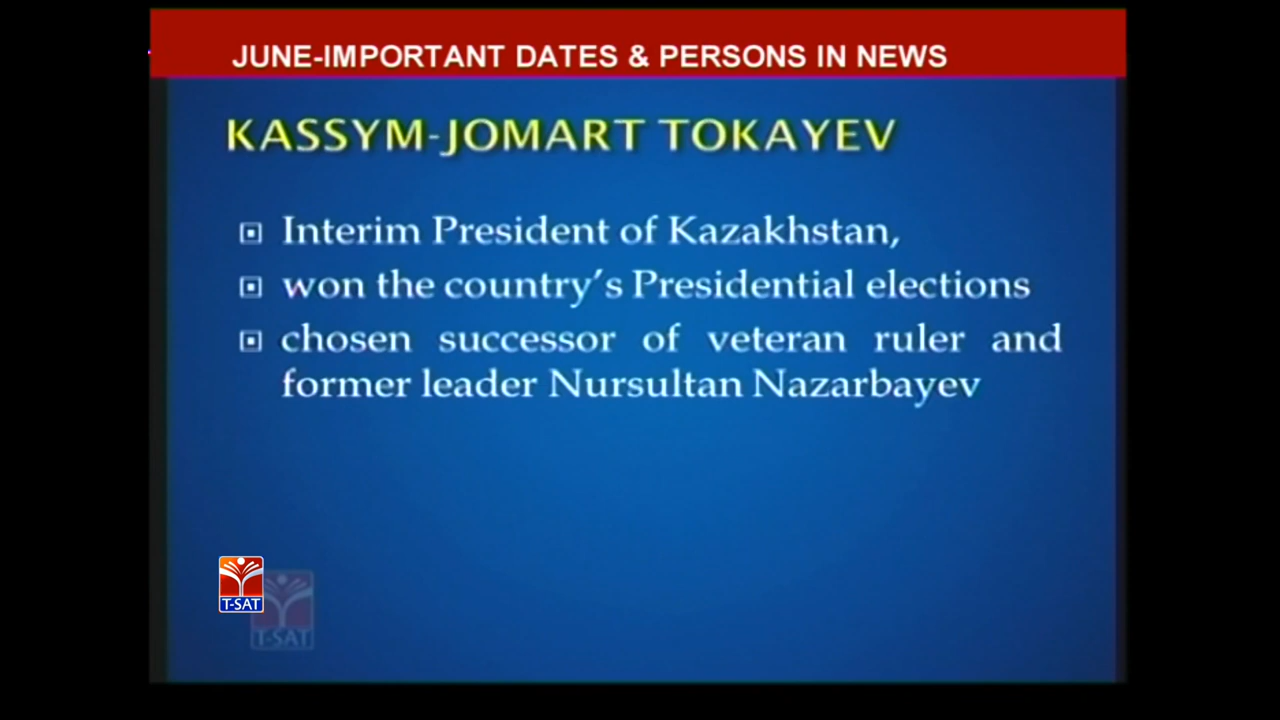 JUNE-IMPORTANT DATES & PERSONS IN NEWS
KASSYM-JOMART TOKAYEV
Interim President of Kazakhstan,
won the country’s Presidential elections
chosen successor of veteran ruler and
former leader Nursultan Nazarbayev
T-SAT
T-SAT